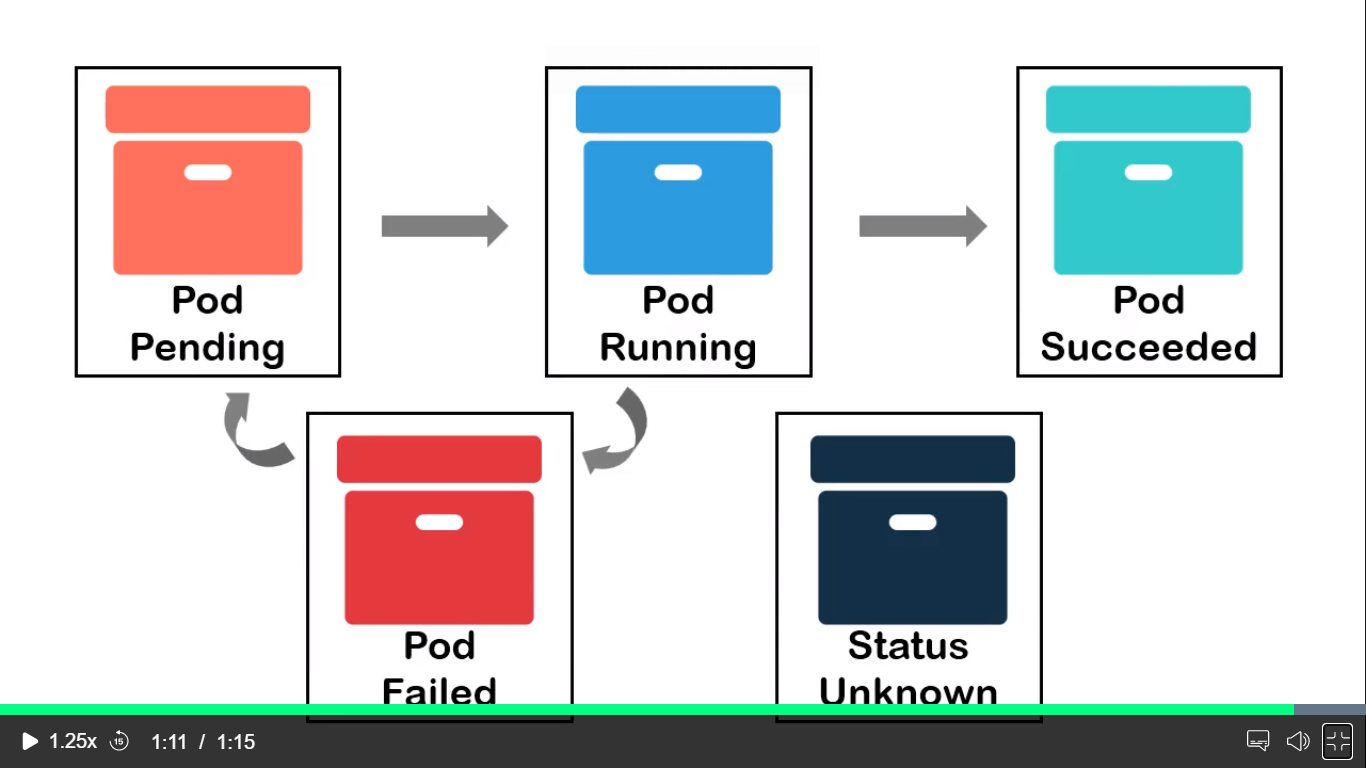 Pod
Pending
Pod
Running
Pod
Succeeded
Pod
Failed
Status
Unknown
1.25x
15
1:11 / 1:15